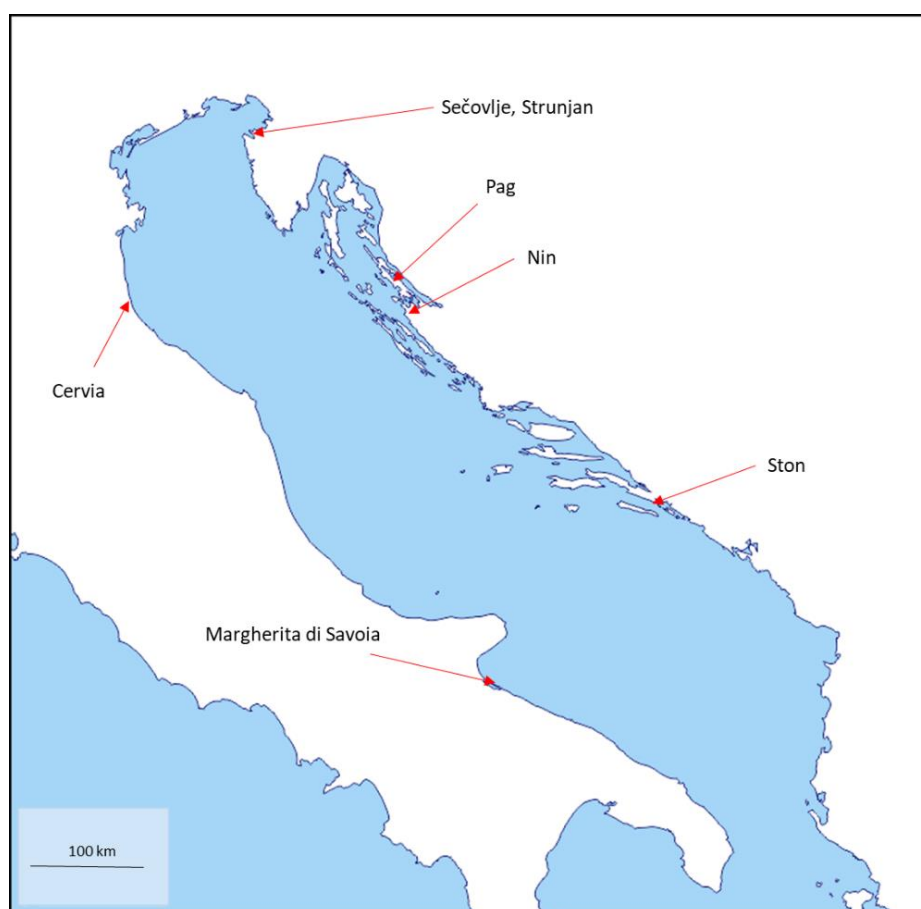 Sečovlje, Strunjan
Pag
Nin
Cervia
Ston
Margherita di Savoia
100 km